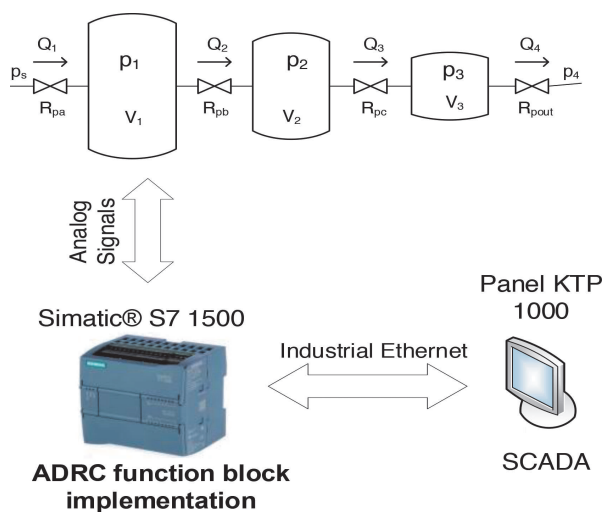 Q1 Q2 Q3 Q4
ps p1 p2 p3 p4
Rpa V1 Rpb V2 Rpc V3 Rpout
Analog
Signals
Simatic® S7 1500
Industrial Ethernet
Panel KTP
1000
SIEMENS
SCADA
ADRC function block
implementation